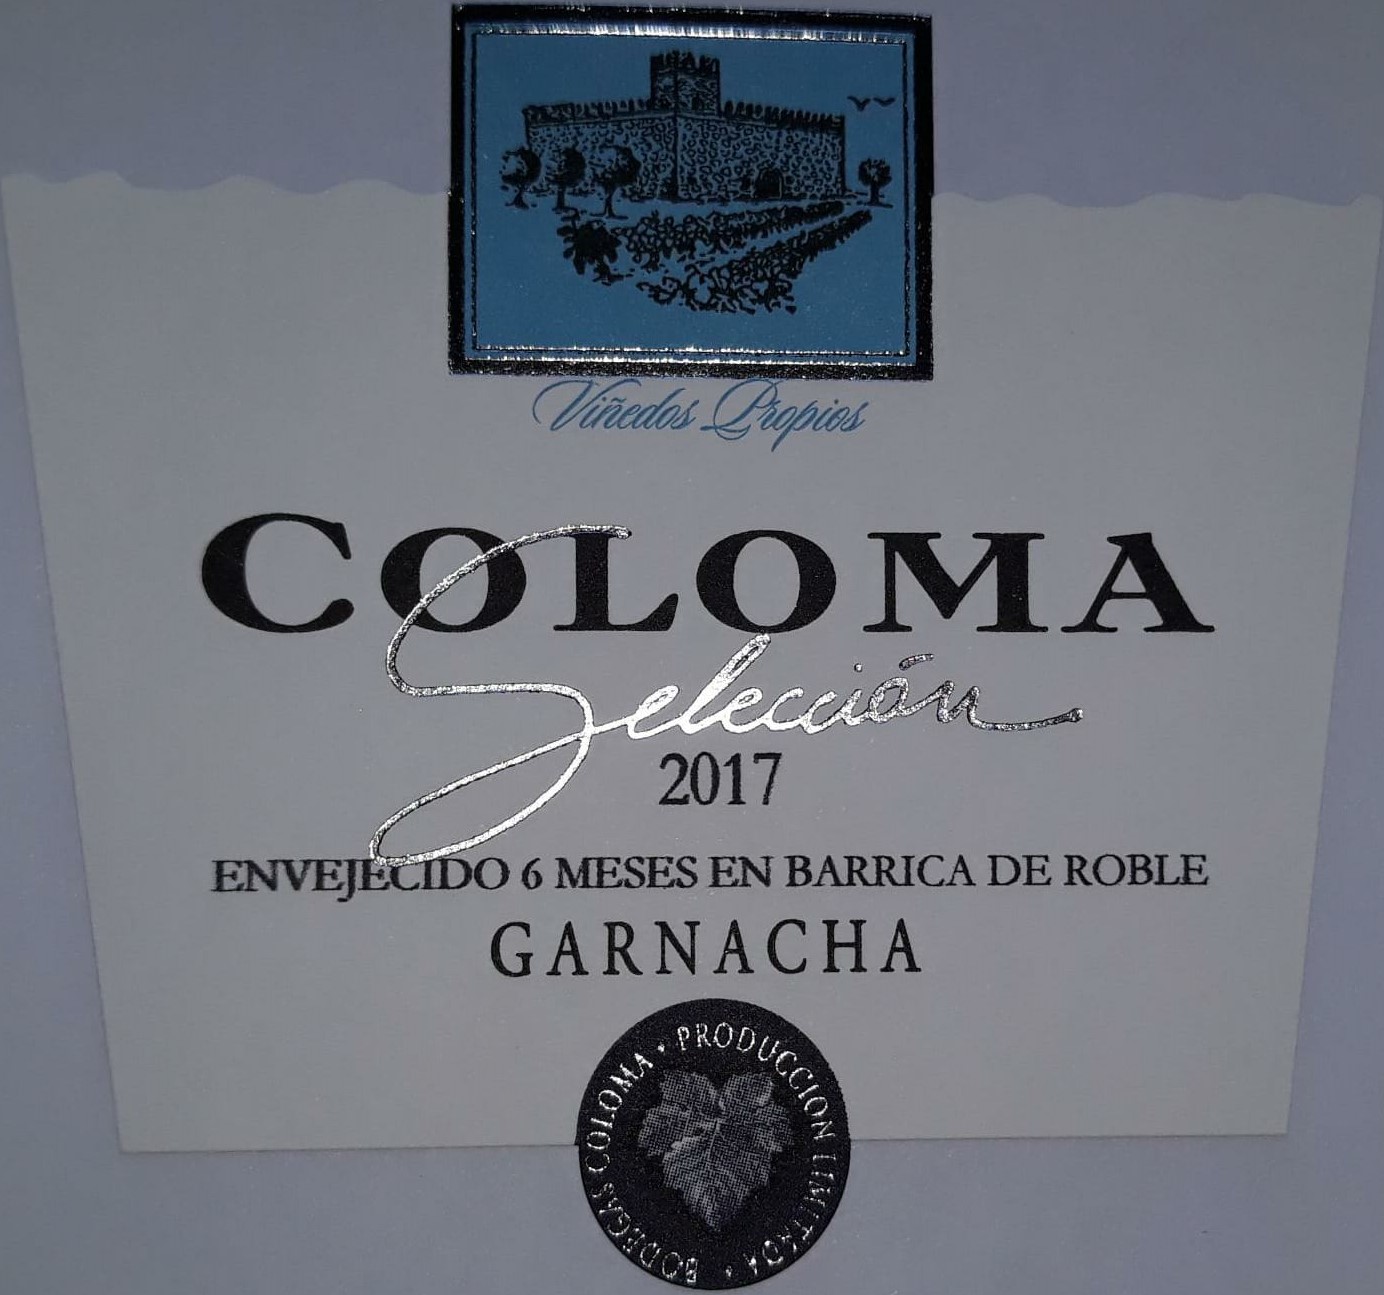 Viñedos Propios
COLOMA
Selección
2017
ENVEJECIDO 6 MESES EN BARRICA DE ROBLE
GARNACHA
BODEGAS COLOMA · PRODUCCION LIMITADA ·